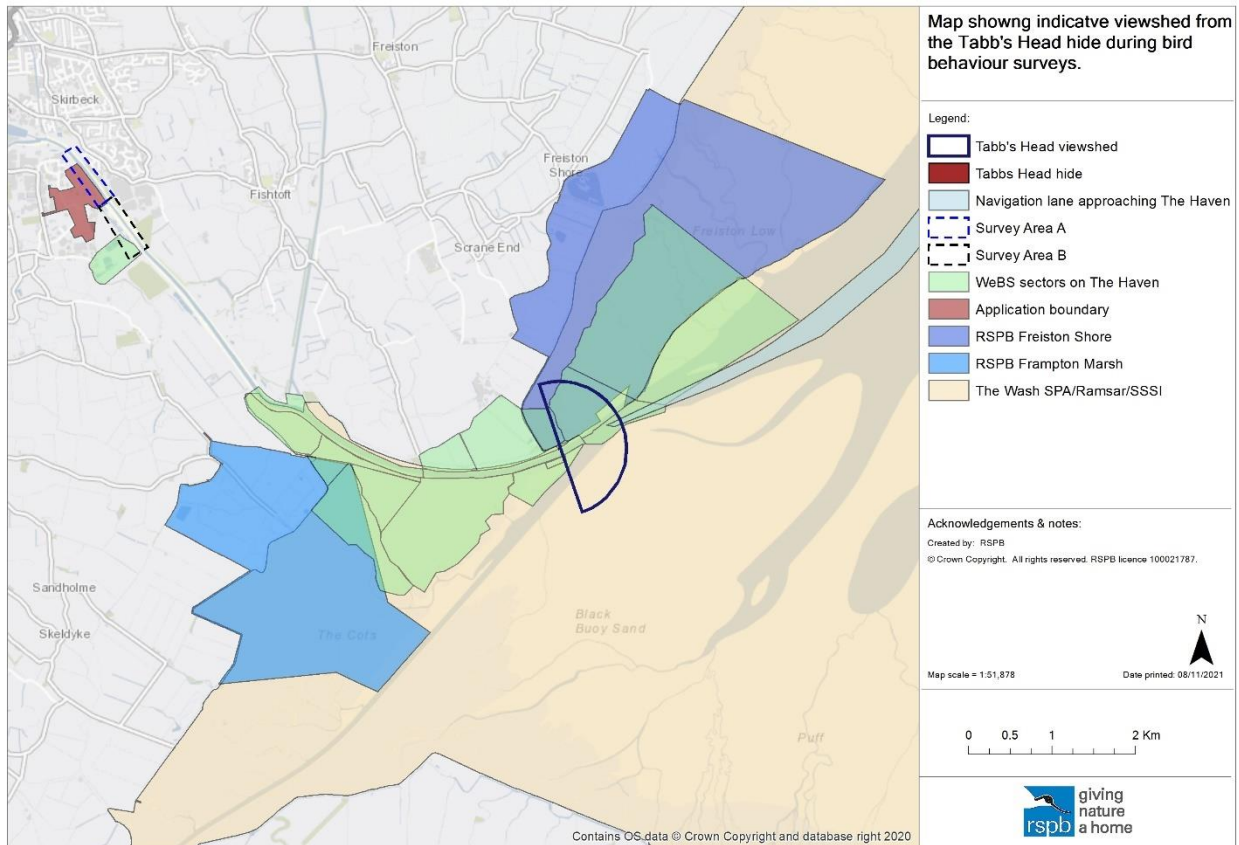 Map showng indicatve viewshed from
the Tabb's Head hide during bird
behaviour surveys.
Legend:
Tabb's Head viewshed
Tabbs Head hide
Navigation lane approaching The Haven
Survey Area A
Survey Area B
WeBS sectors on The Haven
Application boundary
RSPB Freiston Shore
RSPB Frampton Marsh
The Wash SPA/Ramsar/SSSI
Acknowledgements & notes:
Created by: RSPB
© Crown Copyright. All rights reserved. RSPB licence 100021787.
N
Map scale = 1:51,878
Date printed: 08/11/2021
0 0.5 1 2 Km
rspb
giving
nature
a home
Freiston
Skirbeck
Freiston
Shore
Fishtoft
Freiston Low
Scrane End
Sandholme
Skeldyke
The Cots
Black
Buoy Sand
Puff
Contains OS data © Crown Copyright and database right 2020